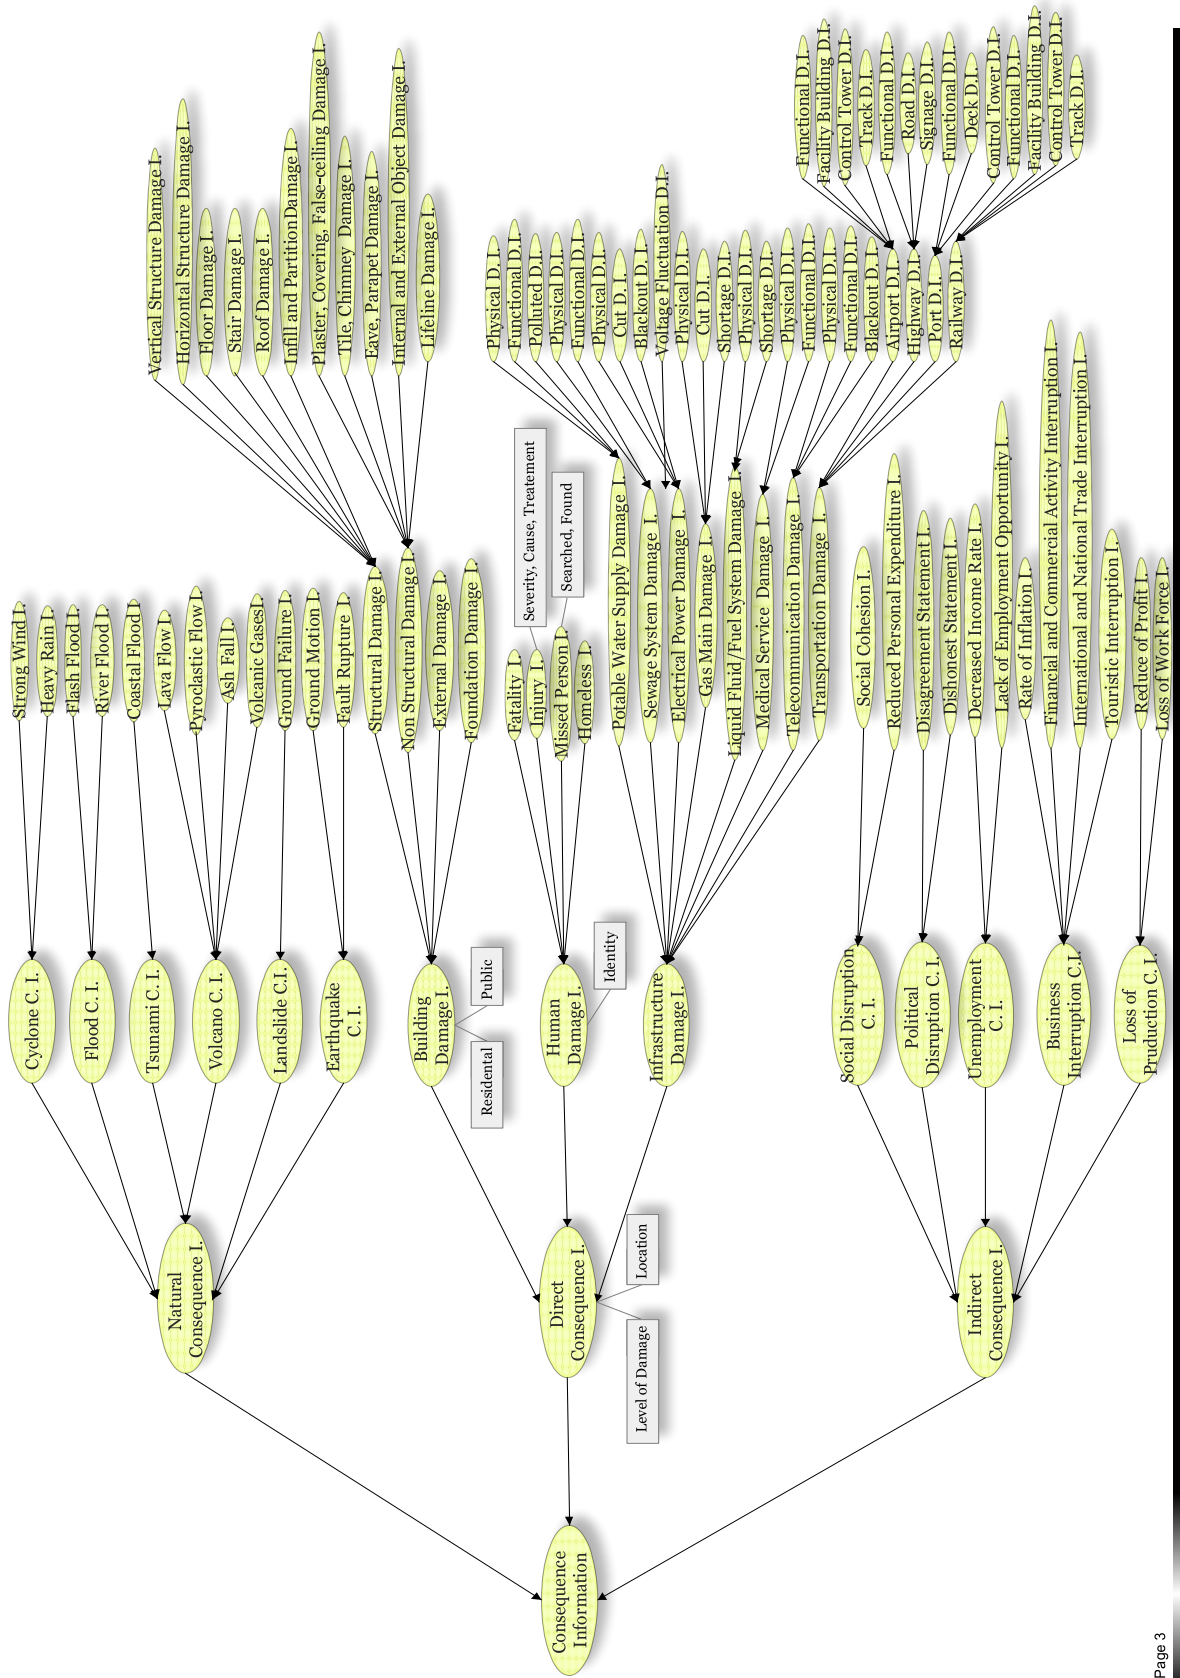 Strong Wind I.
Heavy Rain I.
Flash Flood I.
River Flood I.
Coastal Flood I.
Lava Flow I.
Pyroclastic Flow I.
Ash Fall I.
Volcanic Gases I.
Ground Failure I.
Ground Motion I.
Fault Rupture I.
Cyclone C. I.
Flood C. I.
Tsunami C. I.
Volcano C. I.
Landslide C.I.
Earthquake
C. I.
Natural
Consequence I.
Vertical Structure Damage I.
Horizontal Structure Damage I.
Floor Damage I.
Stair Damage I.
Roof Damage I.
Infill and Partition Damage I.
Plaster, Covering, False-ceiling Damage I.
Tile, Chimney Damage I.
Eave, Parapet Damage I.
Internal and External Object Damage I.
Lifeline Damage I.
Structural Damage I.
Non Structural Damage I.
External Damage I.
Foundation Damage I.
Building
Damage I.
Public
Residental
Severity, Cause, Treatement
Searched, Found
Fatality I.
Injury I.
Missed Person I.
Homeless I.
Human
Damage I.
Identity
Physical D. I.
Functional D.I.
Polluted D.I.
Physical D.I.
Functional D.I.
Physical D.I.
Cut D.I.
Blackout D.I.
Voltage Fluctuation D.I.
Physical D.I.
Cut D.I.
Shortage D.I.
Physical D.I.
Shortage D.I.
Physical D.I.
Functional D.I.
Physical D.I.
Functional D.I.
Blackout D. I.
Airport D.I.
Highway D.I.
Port D.I.
Railway D.I.
Functional D.I.
Facility Building D.I.
Control Tower D.I.
Track D.I.
Functional D.I.
Road D.I.
Signage D.I.
Functional D.I.
Deck D.I.
Control Tower D.I.
Functional D.I.
Facility Building D.I.
Control Tower D.I.
Track D.I.
Potable Water Supply Damage I.
Sewage System Damage I.
Electrical Power Damage I.
Gas Main Damage I.
Liquid Fluid/Fuel System Damage I.
Medical Service Damage I.
Telecommunication Damage I.
Transportation Damage I.
Infrastructure
Damage I.
Direct
Consequence I.
Location
Level of Damage
Social Cohesion I.
Reduced Personal Expenditure I.
Disagreement Statement I.
Dishonest Statement I.
Decreased Income Rate I.
Lack of Employment Opportunity I.
Rate of Inflation I.
Financial and Commercial Activity Interruption I.
International and National Trade Interruption I.
Touristic Interruption I.
Reduce of Profit I.
Loss of Work Force I.
Social Disruption
C. I.
Political
Disruption C. I.
Unemployment
C. I.
Business
Interruption C.I.
Loss of
Pruduction C. I.
Indirect
Consequence I.
Consequence
Information
Page 3